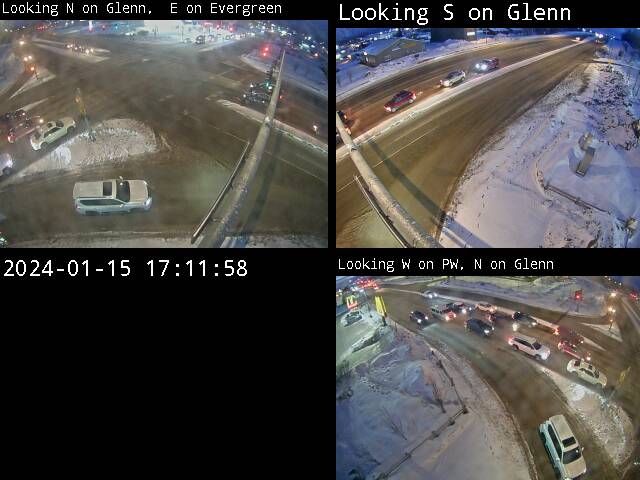 Looking N on Glenn, E on Evergreen
Looking S on Glenn
2024-01-15 17:11:58
Looking W on PW, N on Glenn